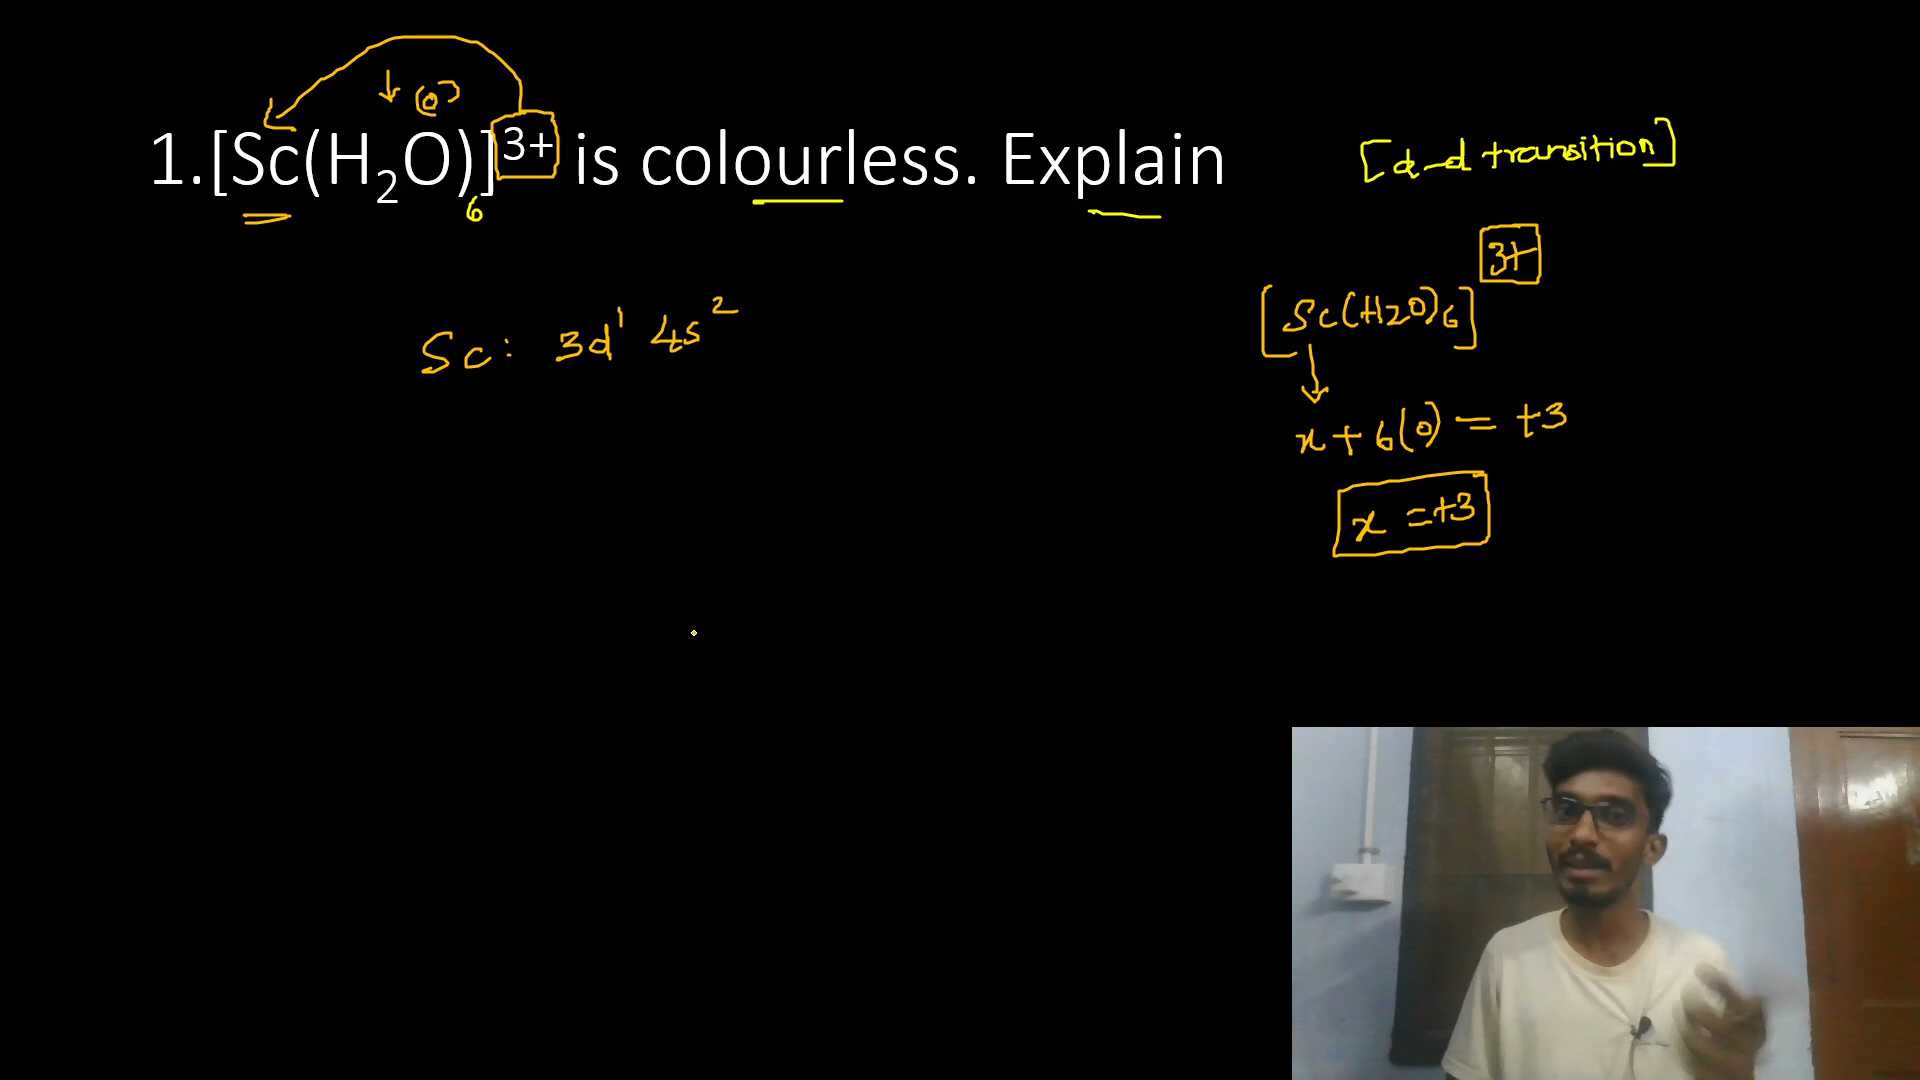 ↓ (0)
1.[Sc(H₂O)₆]³⁺ is colourless. Explain
[d-d transition]
[Sc(H2O)6]³⁺
Sc: 3d¹ 4s²
↓
x + 6(0) = +3
x = +3